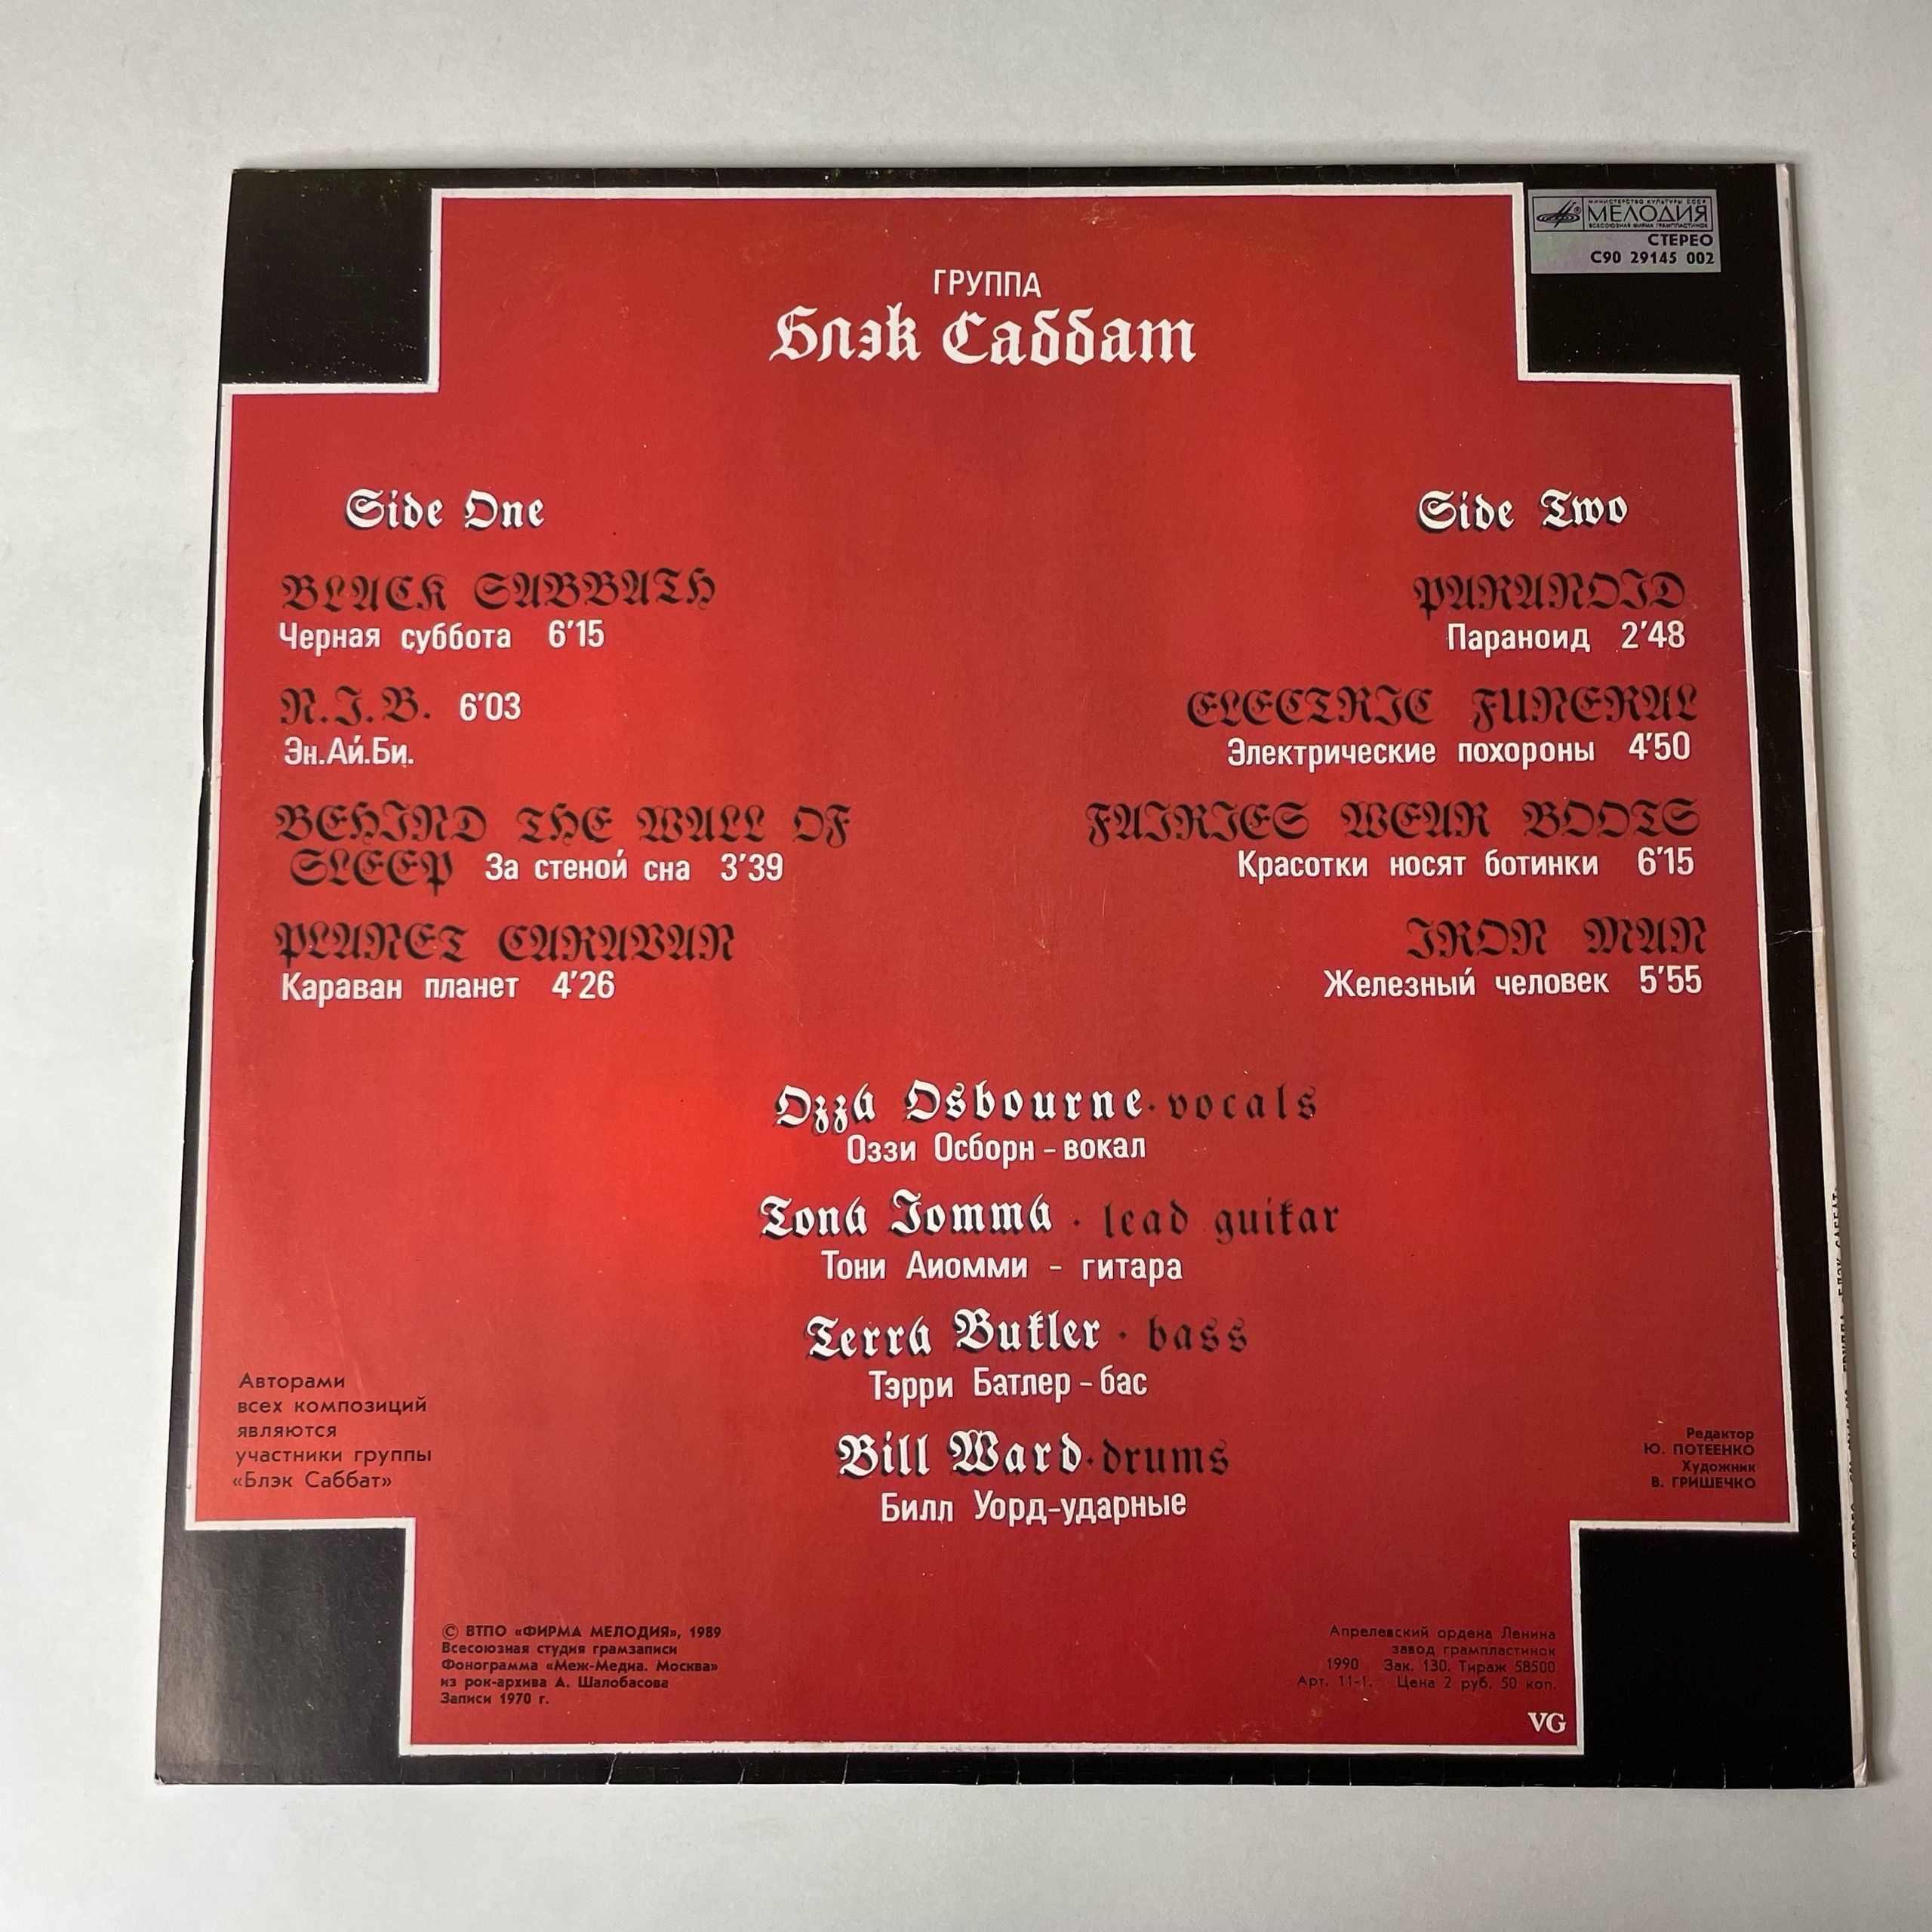 МИНИСТЕРСТВО КУЛЬТУРЫ СССР
МЕЛОДИЯ
ВСЕСОЮЗНАЯ ФИРМА ГРАМПЛАСТИНОК
СТЕРЕО
С90 29145 002
ГРУППА
Блэк Саббат
Side One
BLACK SABBATH
Черная суббота 6'15
N.I.B. 6'03
Эн.Ай.Би.
BEHIND THE WALL OF
SLEEP За стеной сна 3'39
PLANET CARAVAN
Караван планет 4'26
Side Two
PARANOID
Параноид 2'48
ELECTRIC FUNERAL
Электрические похороны 4'50
FAIRIES WEAR BOOTS
Красотки носят ботинки 6'15
IRON MAN
Железный человек 5'55
Ozzy Osbourne · vocals
Оззи Осборн – вокал
Tony Iommy · lead guitar
Тони Аиомми - гитара
Terry Butler · bass
Тэрри Батлер – бас
Bill Ward · drums
Билл Уорд-ударные
Авторами
всех композиций
являются
участники группы
«Блэк Саббат»
Редактор
Ю. ПОТЕЕНКО
Художник
В. ГРИШЕЧКО
© ВТПО «ФИРМА МЕЛОДИЯ», 1989
Всесоюзная студия грамзаписи
Фонограмма «Меж-Медиа. Москва»
из рок-архива А. Шалобасова
Записи 1970 г.
Апрелевский ордена Ленина
завод грампластинок
1990 Зак. 130. Тираж 58500
Арт. 11-1. Цена 2 руб. 50 коп.
VG